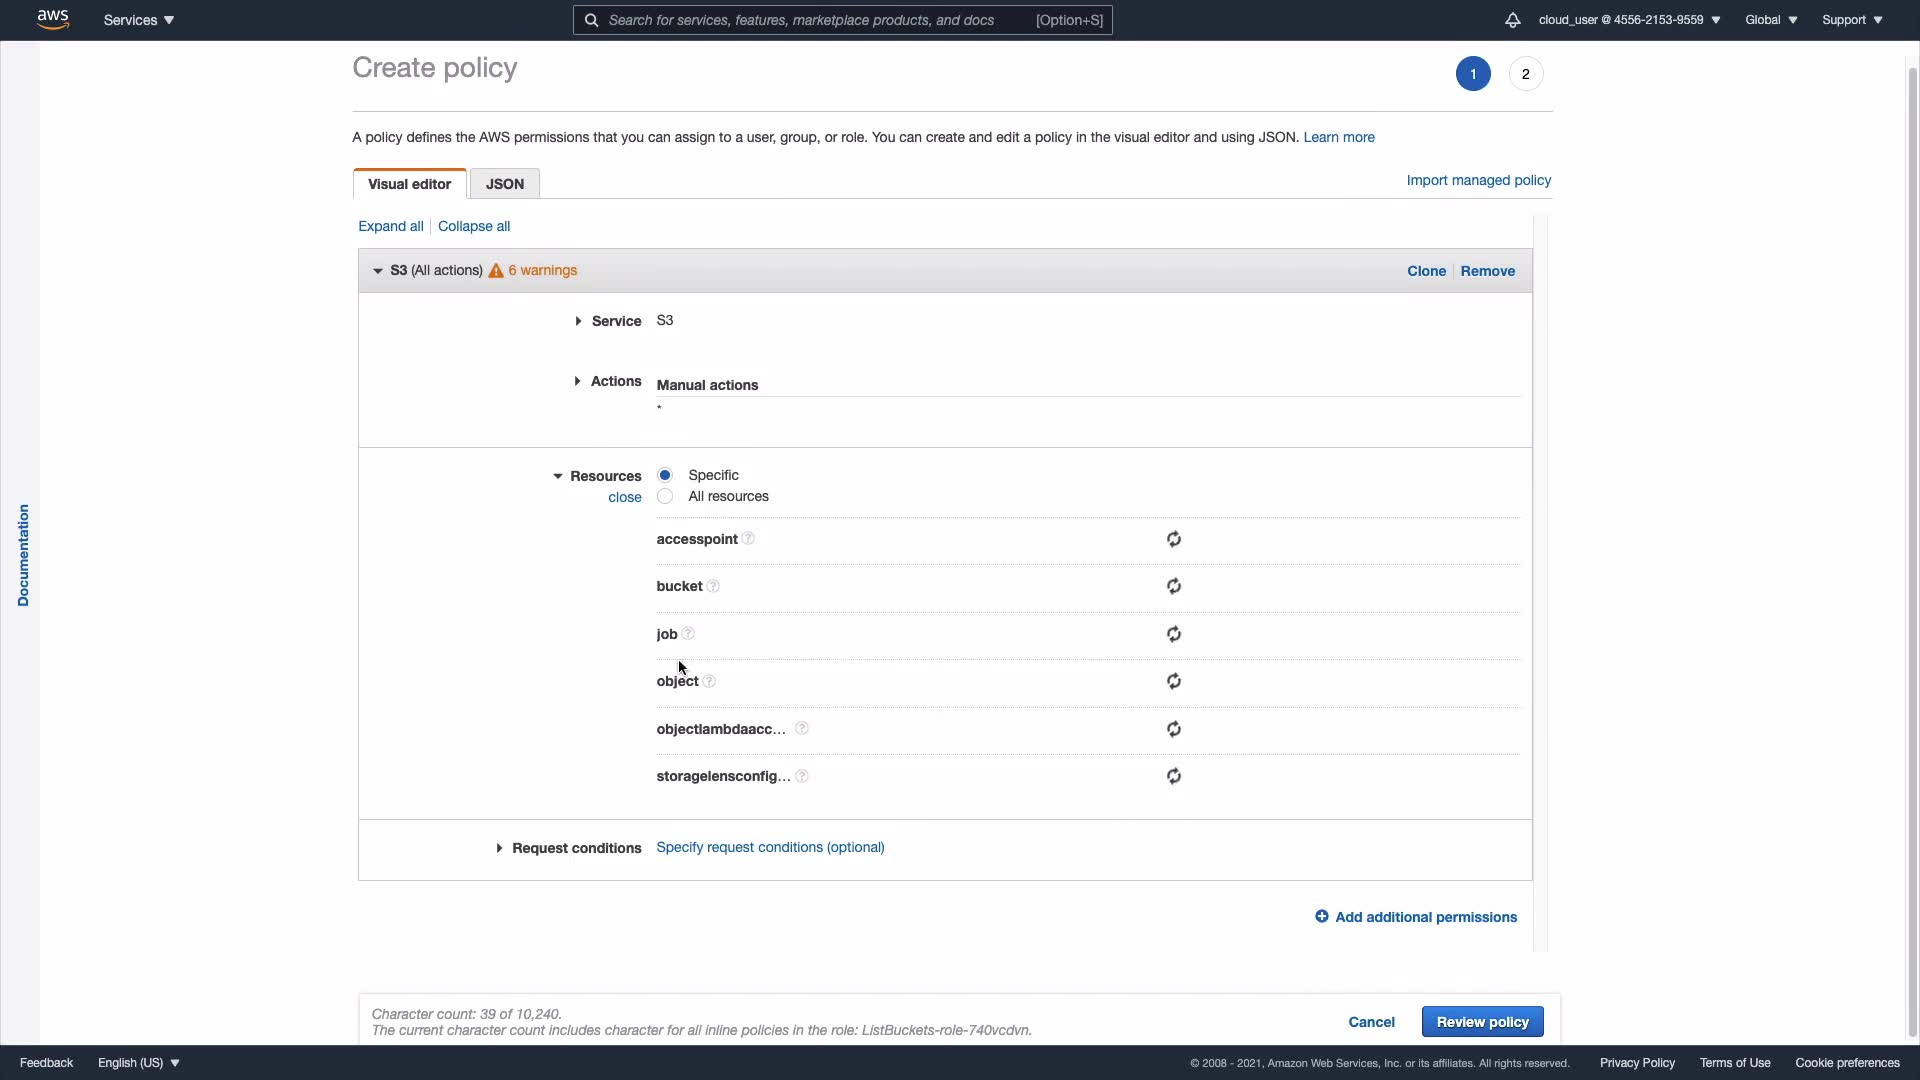 aws
Services
Search for services, features, marketplace products, and docs [Option+S]
cloud_user @ 4556-2153-9559
Global
Support
Create policy
1
2
A policy defines the AWS permissions that you can assign to a user, group, or role. You can create and edit a policy in the visual editor and using JSON. Learn more
Visual editor
JSON
Import managed policy
Expand all
Collapse all
S3 (All actions) 6 warnings
Clone
Remove
Service S3
Actions Manual actions
*
Resources
close
Specific
All resources
accesspoint
bucket
job
object
objectlambdaacc...
storagelensconfig...
Request conditions Specify request conditions (optional)
Add additional permissions
Documentation
Character count: 39 of 10,240.
The current character count includes character for all inline policies in the role: ListBuckets-role-740vcdvn.
Cancel
Review policy
Feedback
English (US)
© 2008 - 2021, Amazon Web Services, Inc. or its affiliates. All rights reserved.
Privacy Policy
Terms of Use
Cookie preferences